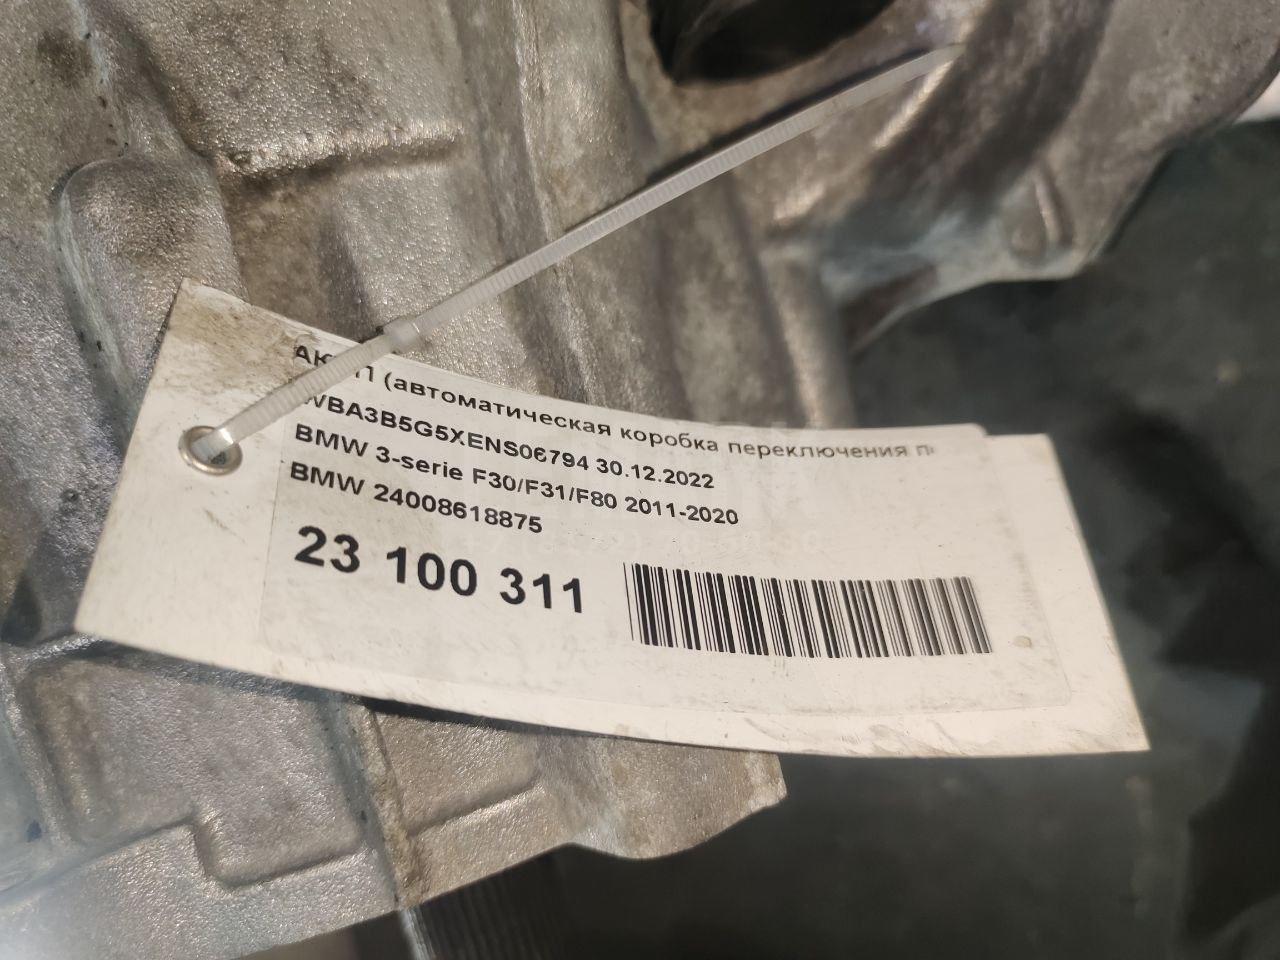 (автоматическая коробка переключения
WBA3B5G5XENS06794 30.12.2022
BMW 3-serie F30/F31/F80 2011-2020
BMW 24008618875
23 100 311